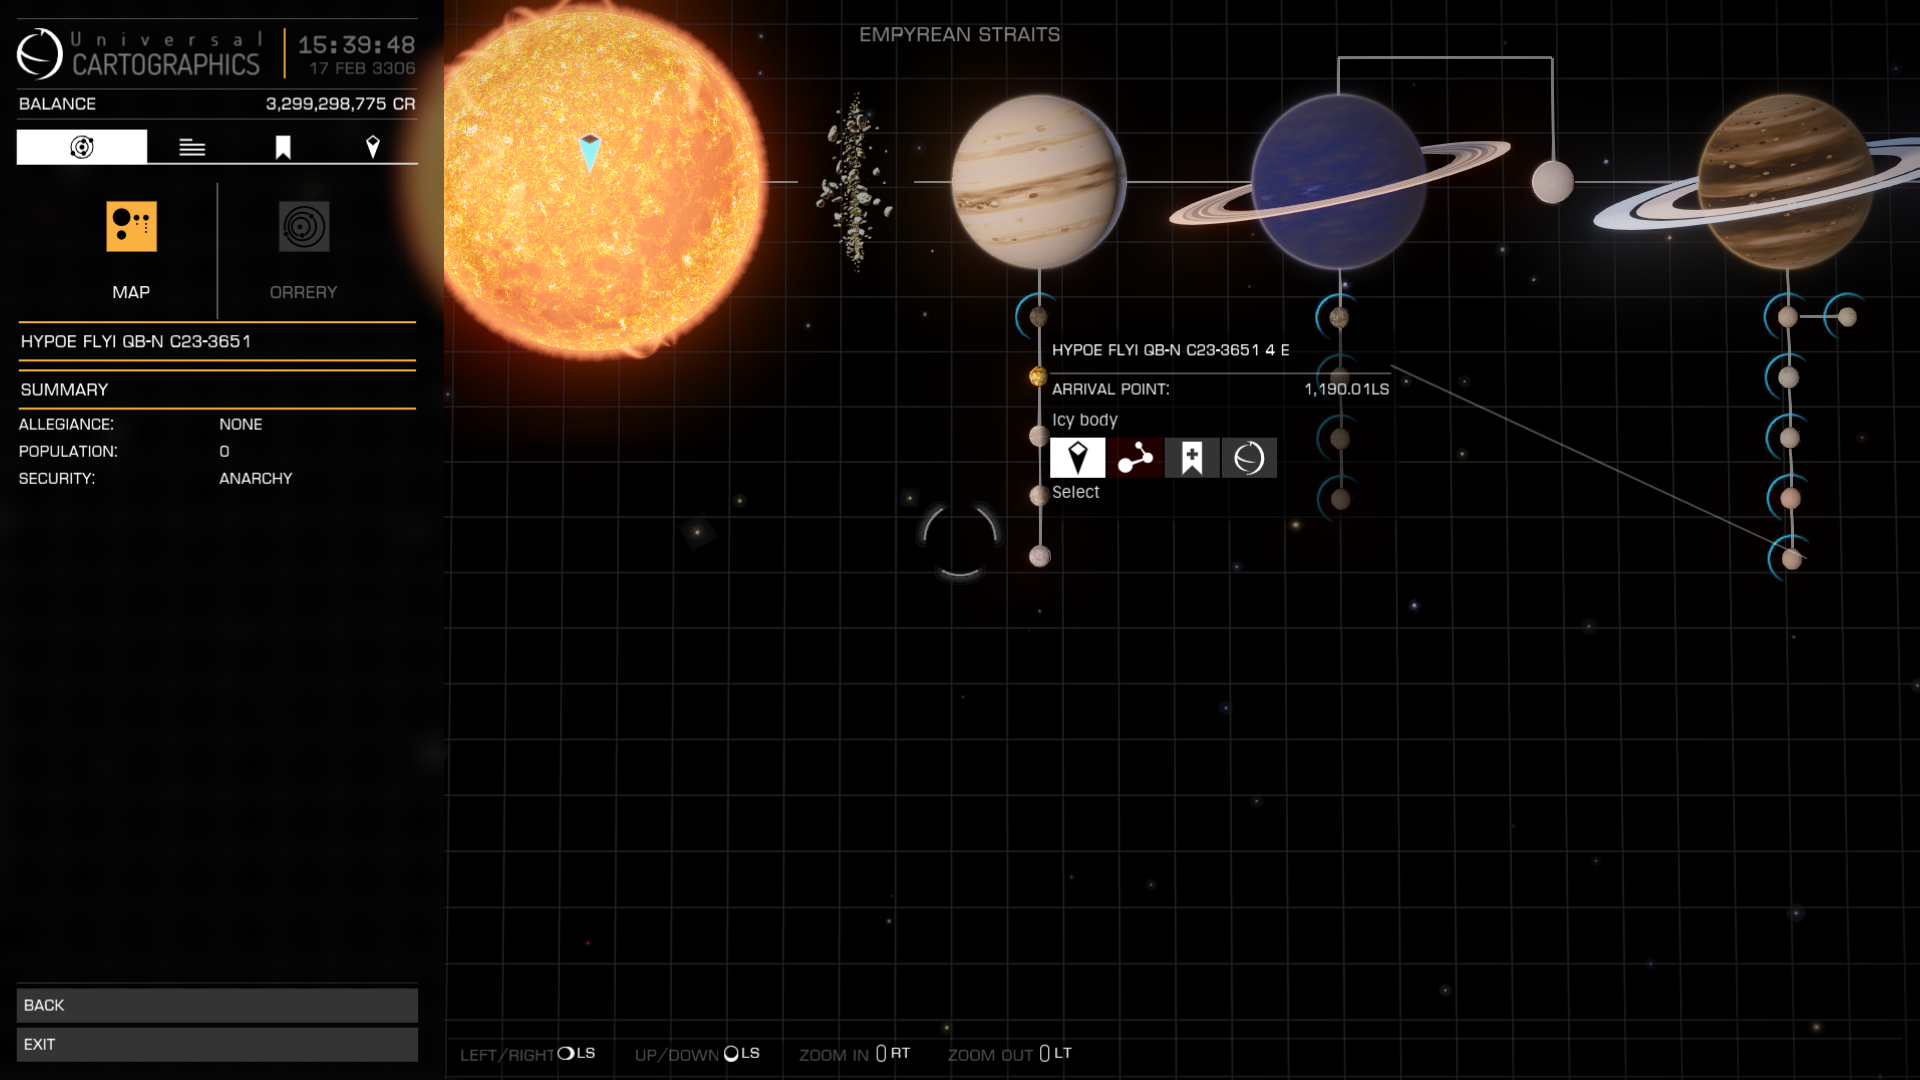 Universal
CARTOGRAPHICS
15:39:48
17 FEB 3306
BALANCE 3,299,298,775 CR
MAP
ORRERY
HYPOE FLYI QB-N C23-3651
SUMMARY
ALLEGIANCE: NONE
POPULATION: 0
SECURITY: ANARCHY
BACK
EXIT
EMPYREAN STRAITS
HYPOE FLYI QB-N C23-3651 4 E
ARRIVAL POINT: 1,190.01LS
Icy body
Select
LEFT/RIGHT LS UP/DOWN LS ZOOM IN RT ZOOM OUT LT